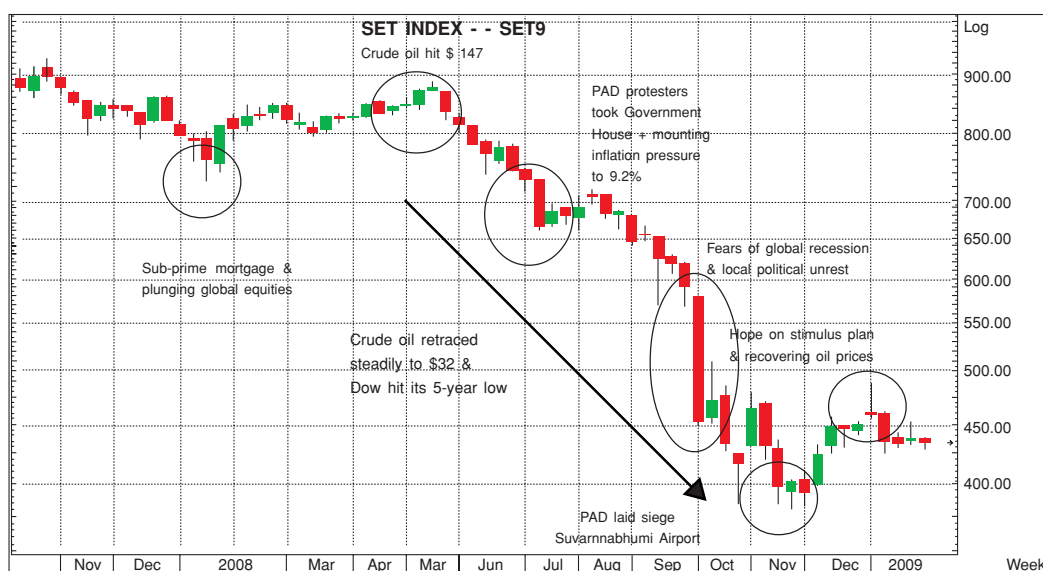 SET INDEX - - SET9
Crude oil hit $ 147
Log
900.00
PAD protesters
took Government
House + mounting
inflation pressure
to 9.2%
800.00
700.00
650.00
Fears of global recession
& local political unrest
Sub-prime mortgage &
plunging global equities
600.00
550.00
Hope on stimulus plan
& recovering oil prices
Crude oil retraced
steadily to $32 &
Dow hit its 5-year low
500.00
450.00
400.00
PAD laid siege
Suvarnnabhumi Airport
Nov Dec 2008 Mar Apr Mar Jun Jul Aug Sep Oct Nov Dec 2009 Week